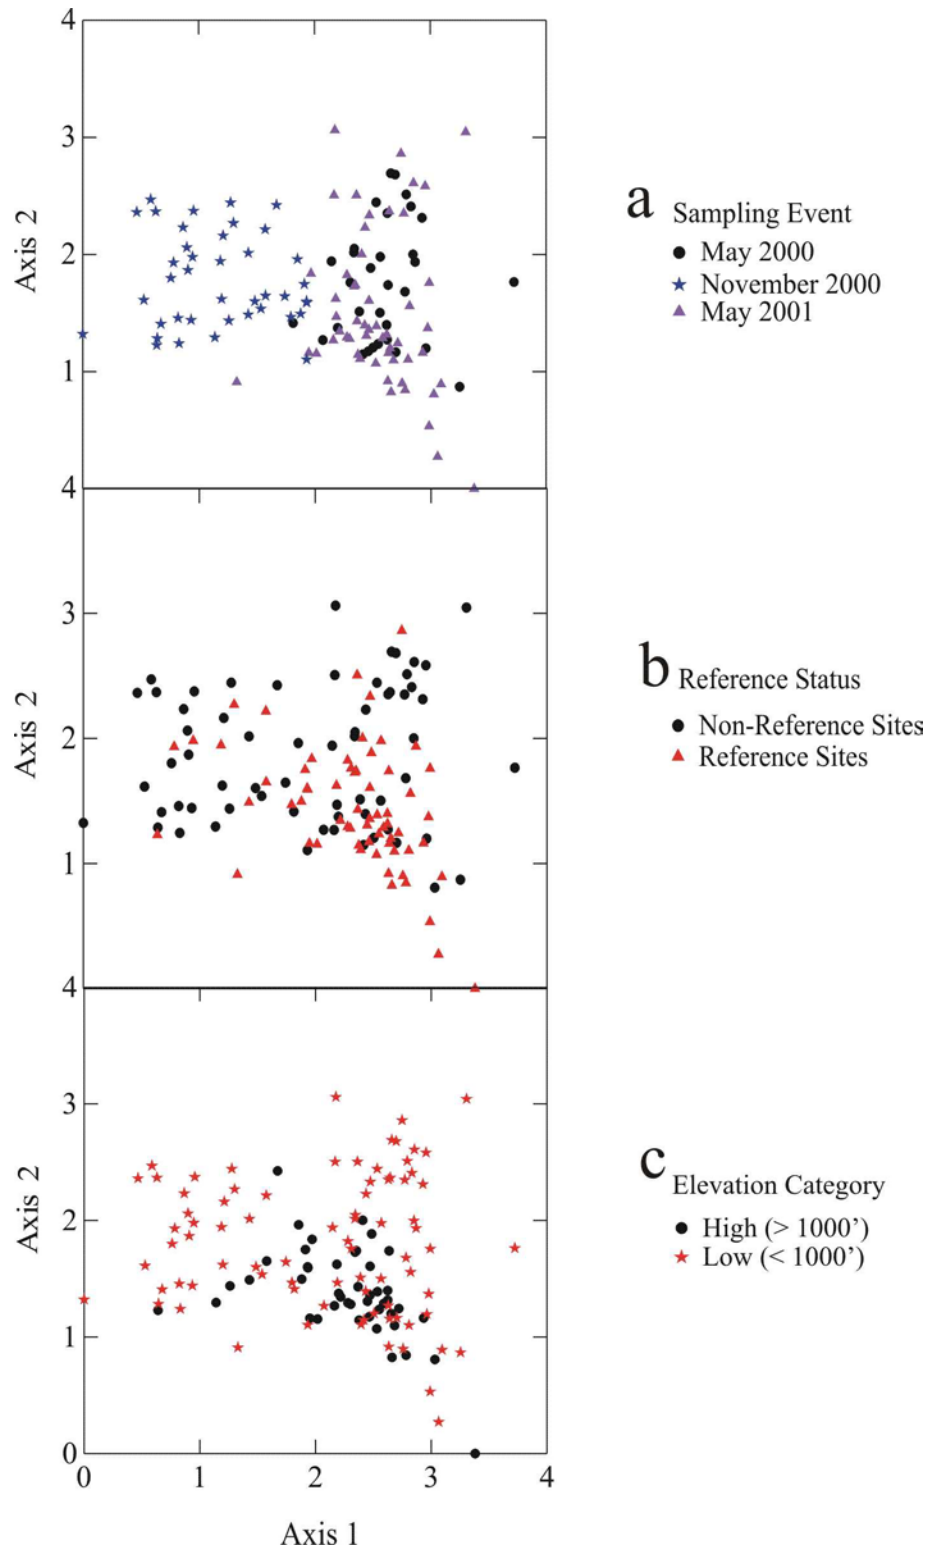 4
3
2
1
Axis 2
a
Sampling Event
May 2000
November 2000
May 2001
4
3
2
1
Axis 2
b
Reference Status
Non-Reference Sites
Reference Sites
4
3
2
1
0
Axis 2
c
Elevation Category
High (> 1000’)
Low (< 1000’)
0 1 2 3 4
Axis 1